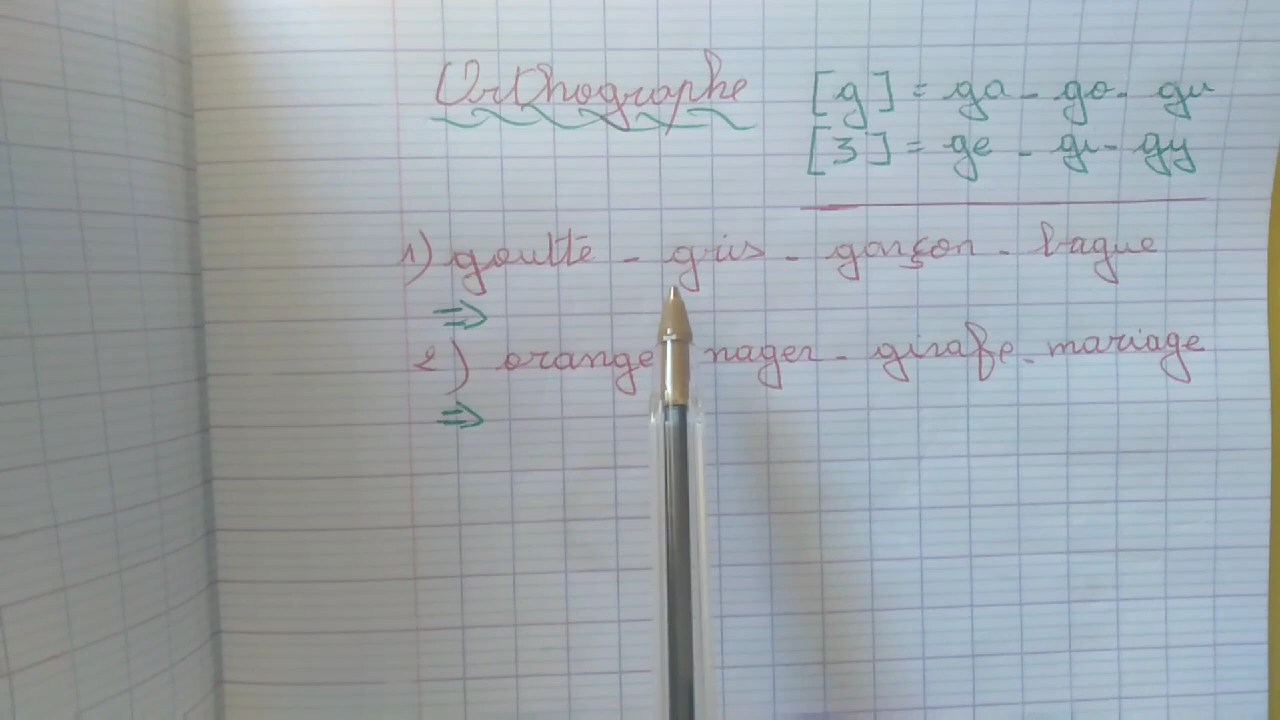 Orthographe
[g] = ga - go - gu
[ʒ] = ge - gi - gy
1) goutte - gris - garçon - bague
⇒
2) orange nager - girafe - mariage
⇒